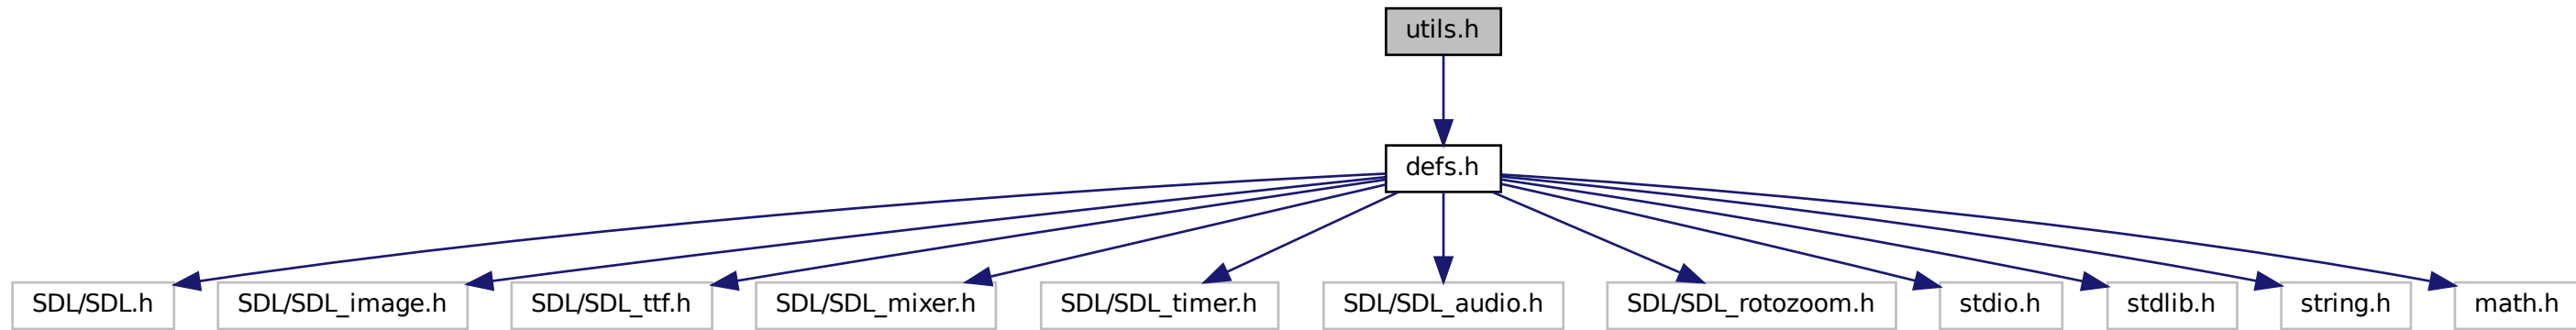 utils.h
defs.h
SDL/SDL.h
SDL/SDL_image.h
SDL/SDL_ttf.h
SDL/SDL_mixer.h
SDL/SDL_timer.h
SDL/SDL_audio.h
SDL/SDL_rotozoom.h
stdio.h
stdlib.h
string.h
math.h